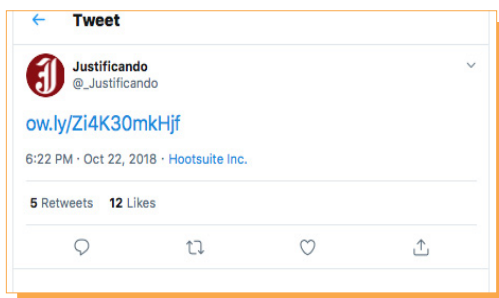 Tweet
Justificando
@_Justificando
ow.ly/Zi4K30mkHjf
6:22 PM · Oct 22, 2018 · Hootsuite Inc.
5 Retweets 12 Likes